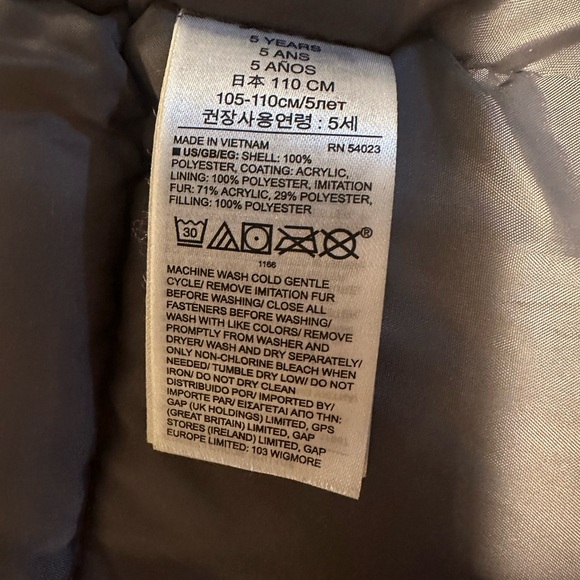 5 YEARS
5 ANS
5 AÑOS
日本 110 CM
105-110см/5лет
권장사용연령 : 5세
MADE IN VIETNAM RN 54023
■ US/GB/EG: SHELL: 100%
POLYESTER, COATING: ACRYLIC,
LINING: 100% POLYESTER, IMITATION
FUR: 71% ACRYLIC, 29% POLYESTER,
FILLING: 100% POLYESTER
30 ®
1166
MACHINE WASH COLD GENTLE
CYCLE/ REMOVE IMITATION FUR
BEFORE WASHING/ CLOSE ALL
FASTENERS BEFORE WASHING/
WASH WITH LIKE COLORS/ REMOVE
PROMPTLY FROM WASHER AND
DRYER/ WASH AND DRY SEPARATELY/
ONLY NON-CHLORINE BLEACH WHEN
NEEDED/ TUMBLE DRY LOW/ DO NOT
IRON/ DO NOT DRY CLEAN
DISTRIBUIDO POR/ IMPORTED BY/
IMPORTE PAR/ ΕΙΣΑΓΕΤΑΙ ΑΠΟ ΤΗΝ:
GAP (UK HOLDINGS) LIMITED, GPS
(GREAT BRITAIN) LIMITED, GAP
STORES (IRELAND) LIMITED, GAP
EUROPE LIMITED: 103 WIGMORE